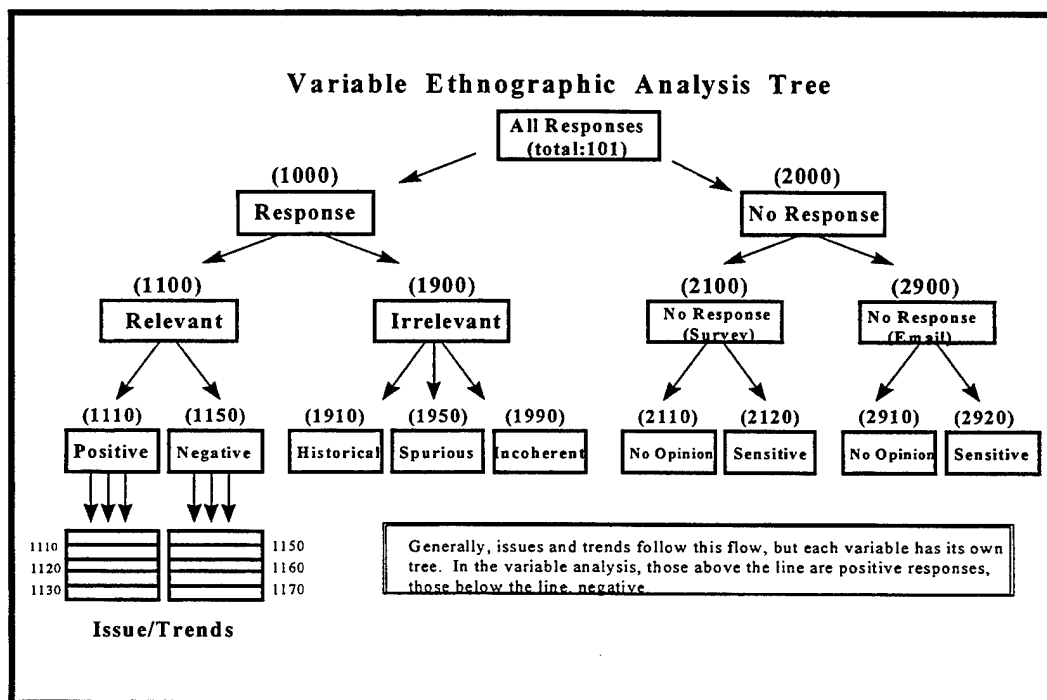 Variable Ethnographic Analysis Tree
All Responses
(total:101)
(1000)
(2000)
Response
No Response
(1100)
(1900)
(2100)
(2900)
Relevant
Irrelevant
No Response
(Survey)
No Response
(Email)
(1110)
(1150)
(1910)
(1950)
(1990)
(2110)
(2120)
(2910)
(2920)
Positive
Negative
Historical
Spurious
Incoherent
No Opinion
Sensitive
No Opinion
Sensitive
1110
1120
1130
1150
1160
1170
Issue/Trends
Generally, issues and trends follow this flow, but each variable has its own
tree. In the variable analysis, those above the line are positive responses,
those below the line, negative.